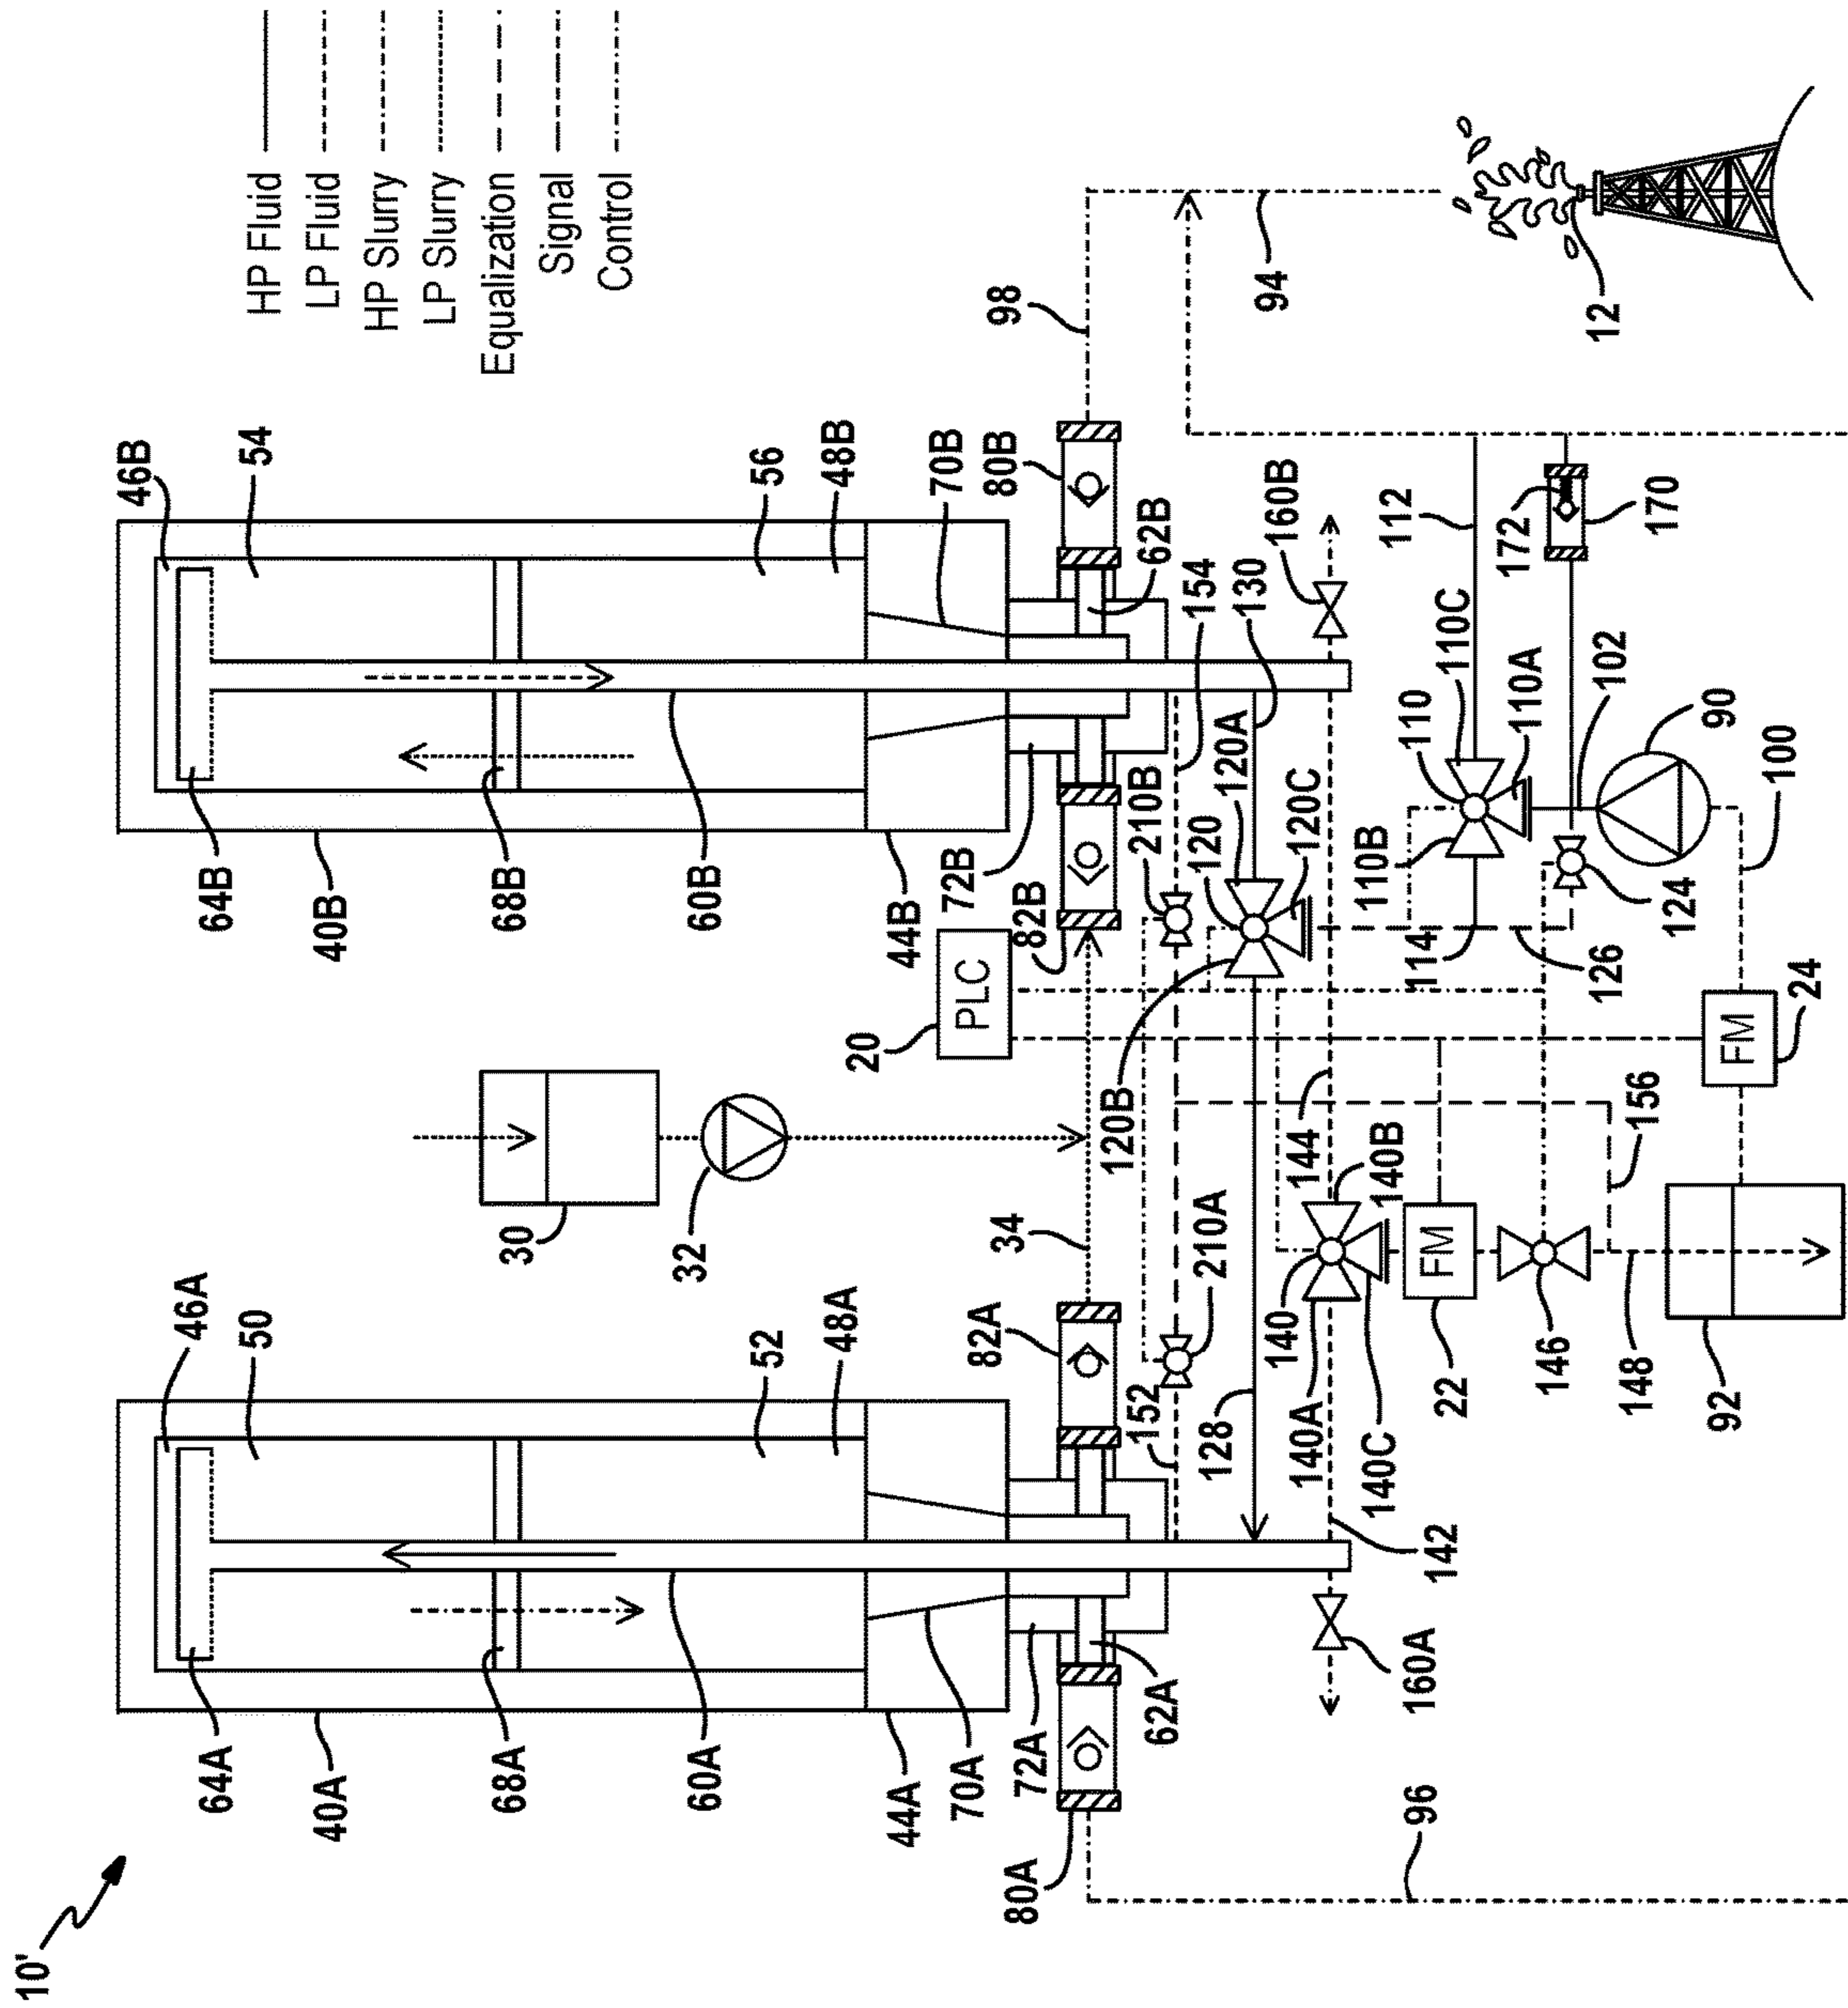 10'
HP Fluid
LP Fluid
HP Slurry
LP Slurry
Equalization
Signal
Control
46A
50
64A
40A
68A
52
48A
60A
44A
70A
72A
62A
80A
82A
96
30
32
34
46B
54
64B
40B
68B
56
48B
60B
44B
70B
72B
80B
82B
62B
98
94
12
20
PLC
210B
154
120
120A
120B
120C
130
160B
152
210A
128
140
140A
140B
140C
142
144
160A
22
FM
146
148
156
92
24
FM
110
110A
110B
110C
112
114
124
126
102
90
100
172
170